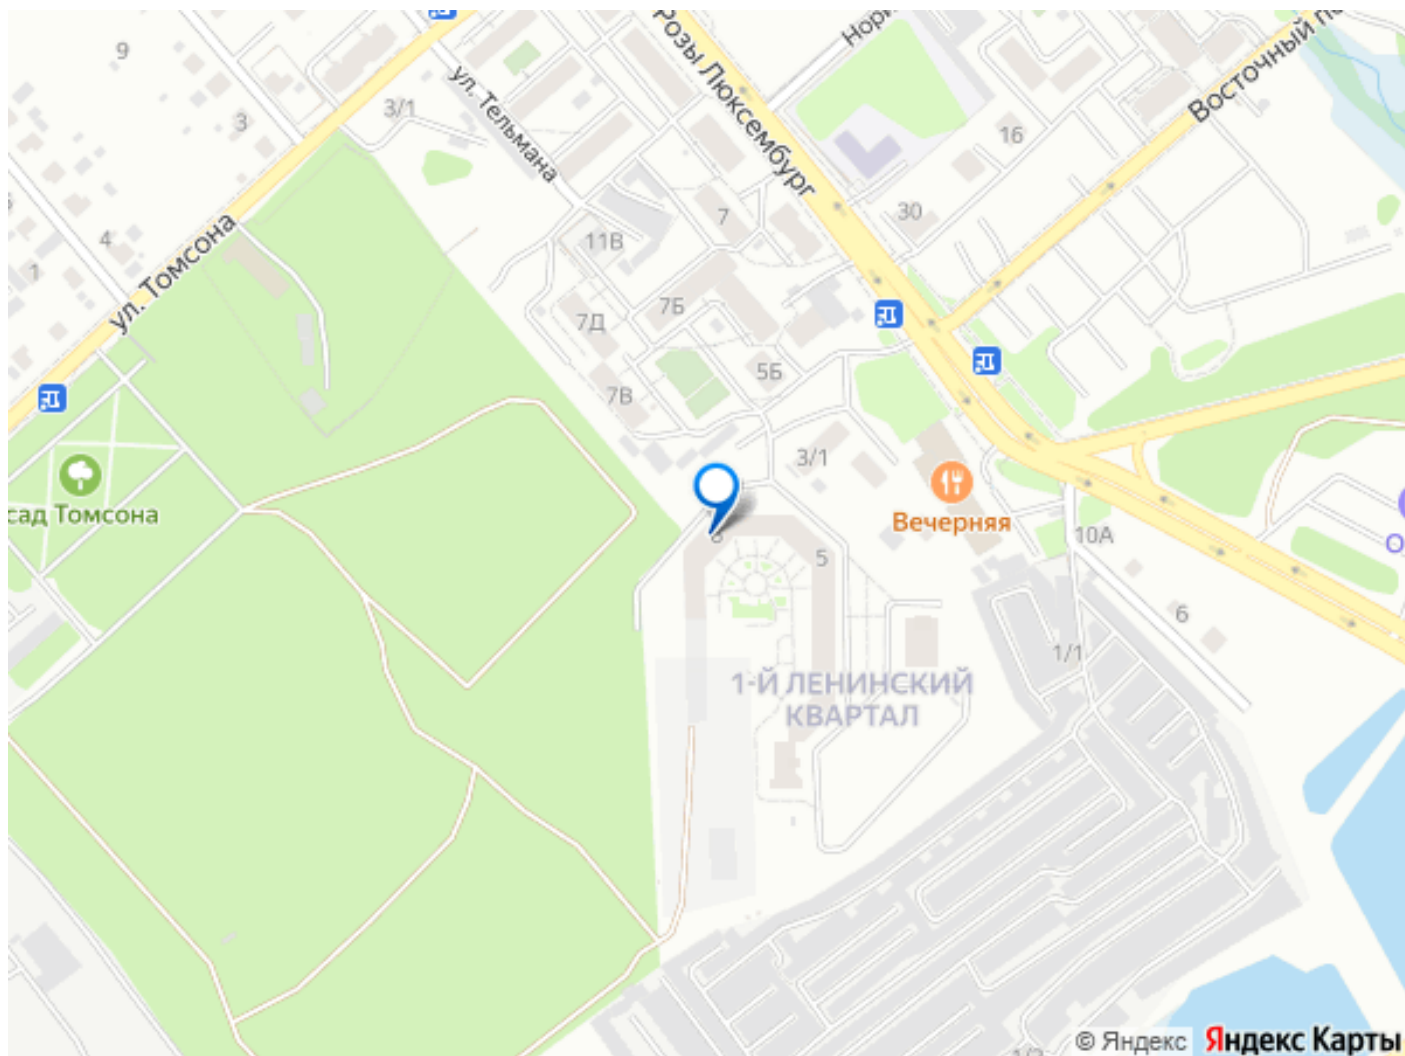 9
3/1
3
ул. Тельмана
Розы Люксембург
Восточный
16
4
1
ул. Томсона
11В
7
30
7Б
7Д
5Б
7В
3/1
сад Томсона
Вечерняя
10А
5
6
1/1
1-Й ЛЕНИНСКИЙ
КВАРТАЛ
© Яндекс
Яндекс Карты